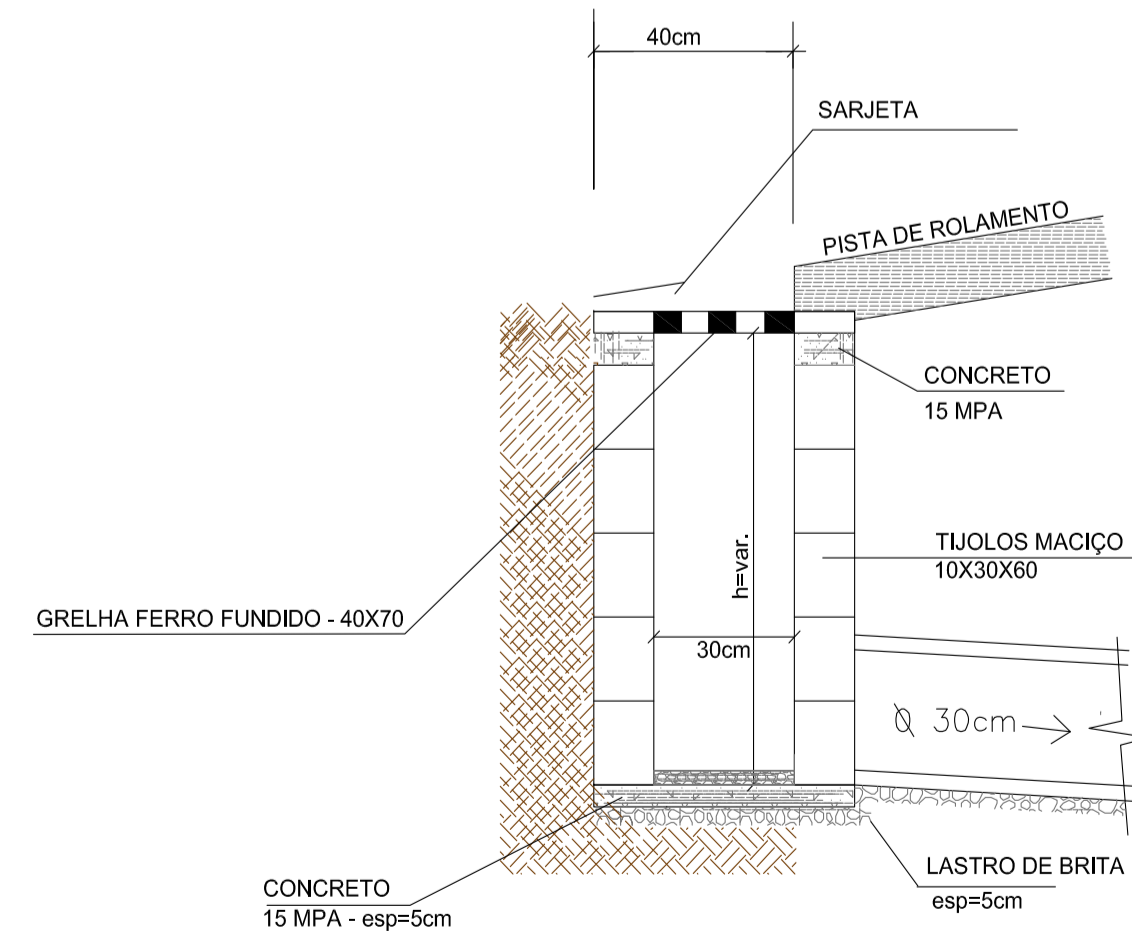 40cm
SARJETA
PISTA DE ROLAMENTO
CONCRETO
15 MPA
h=var.
TIJOLOS MACIÇO
10X30X60
GRELHA FERRO FUNDIDO - 40X70
30cm
Ø 30cm
LASTRO DE BRITA
esp=5cm
CONCRETO
15 MPA - esp=5cm